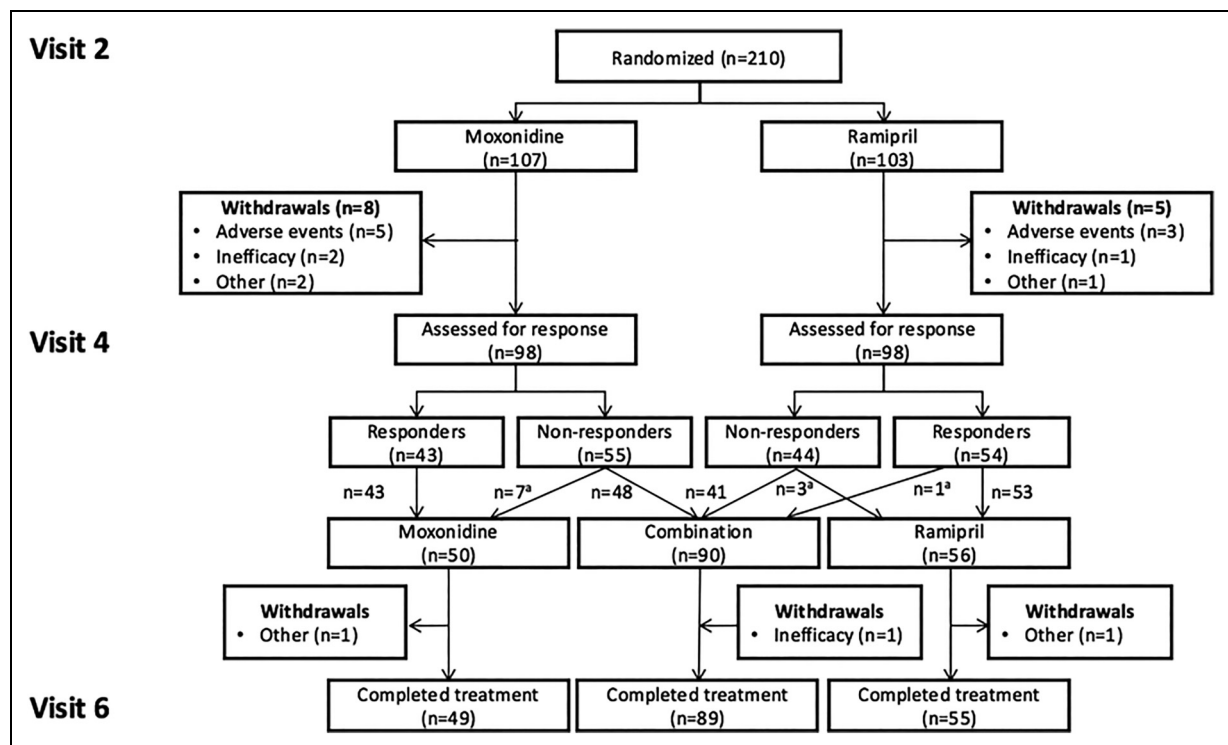 Visit 2
Randomized (n=210)
Moxonidine
(n=107)
Ramipril
(n=103)
Withdrawals (n=8)
• Adverse events (n=5)
• Inefficacy (n=2)
• Other (n=2)
Withdrawals (n=5)
• Adverse events (n=3)
• Inefficacy (n=1)
• Other (n=1)
Visit 4
Assessed for response
(n=98)
Assessed for response
(n=98)
Responders
(n=43)
Non-responders
(n=55)
Non-responders
(n=44)
Responders
(n=54)
n=43
n=7ª
n=48
n=41
n=3ª
n=1ª
n=53
Moxonidine
(n=50)
Combination
(n=90)
Ramipril
(n=56)
Withdrawals
• Other (n=1)
Withdrawals
• Inefficacy (n=1)
Withdrawals
• Other (n=1)
Visit 6
Completed treatment
(n=49)
Completed treatment
(n=89)
Completed treatment
(n=55)